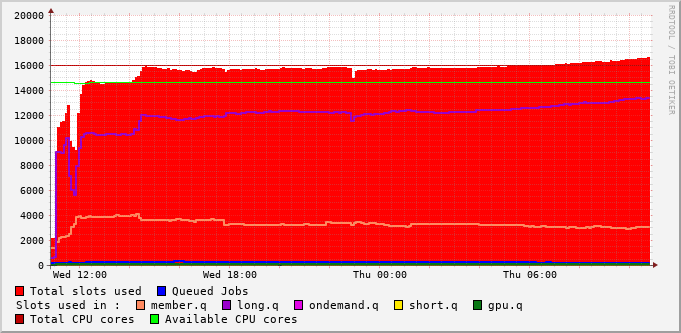 RRDTOOL / TOBI OETIKER
20000
18000
16000
14000
12000
10000
8000
6000
4000
2000
0
Wed 12:00 Wed 18:00 Thu 00:00 Thu 06:00
Total slots used Queued Jobs
Slots used in : member.q long.q ondemand.q short.q gpu.q
Total CPU cores Available CPU cores